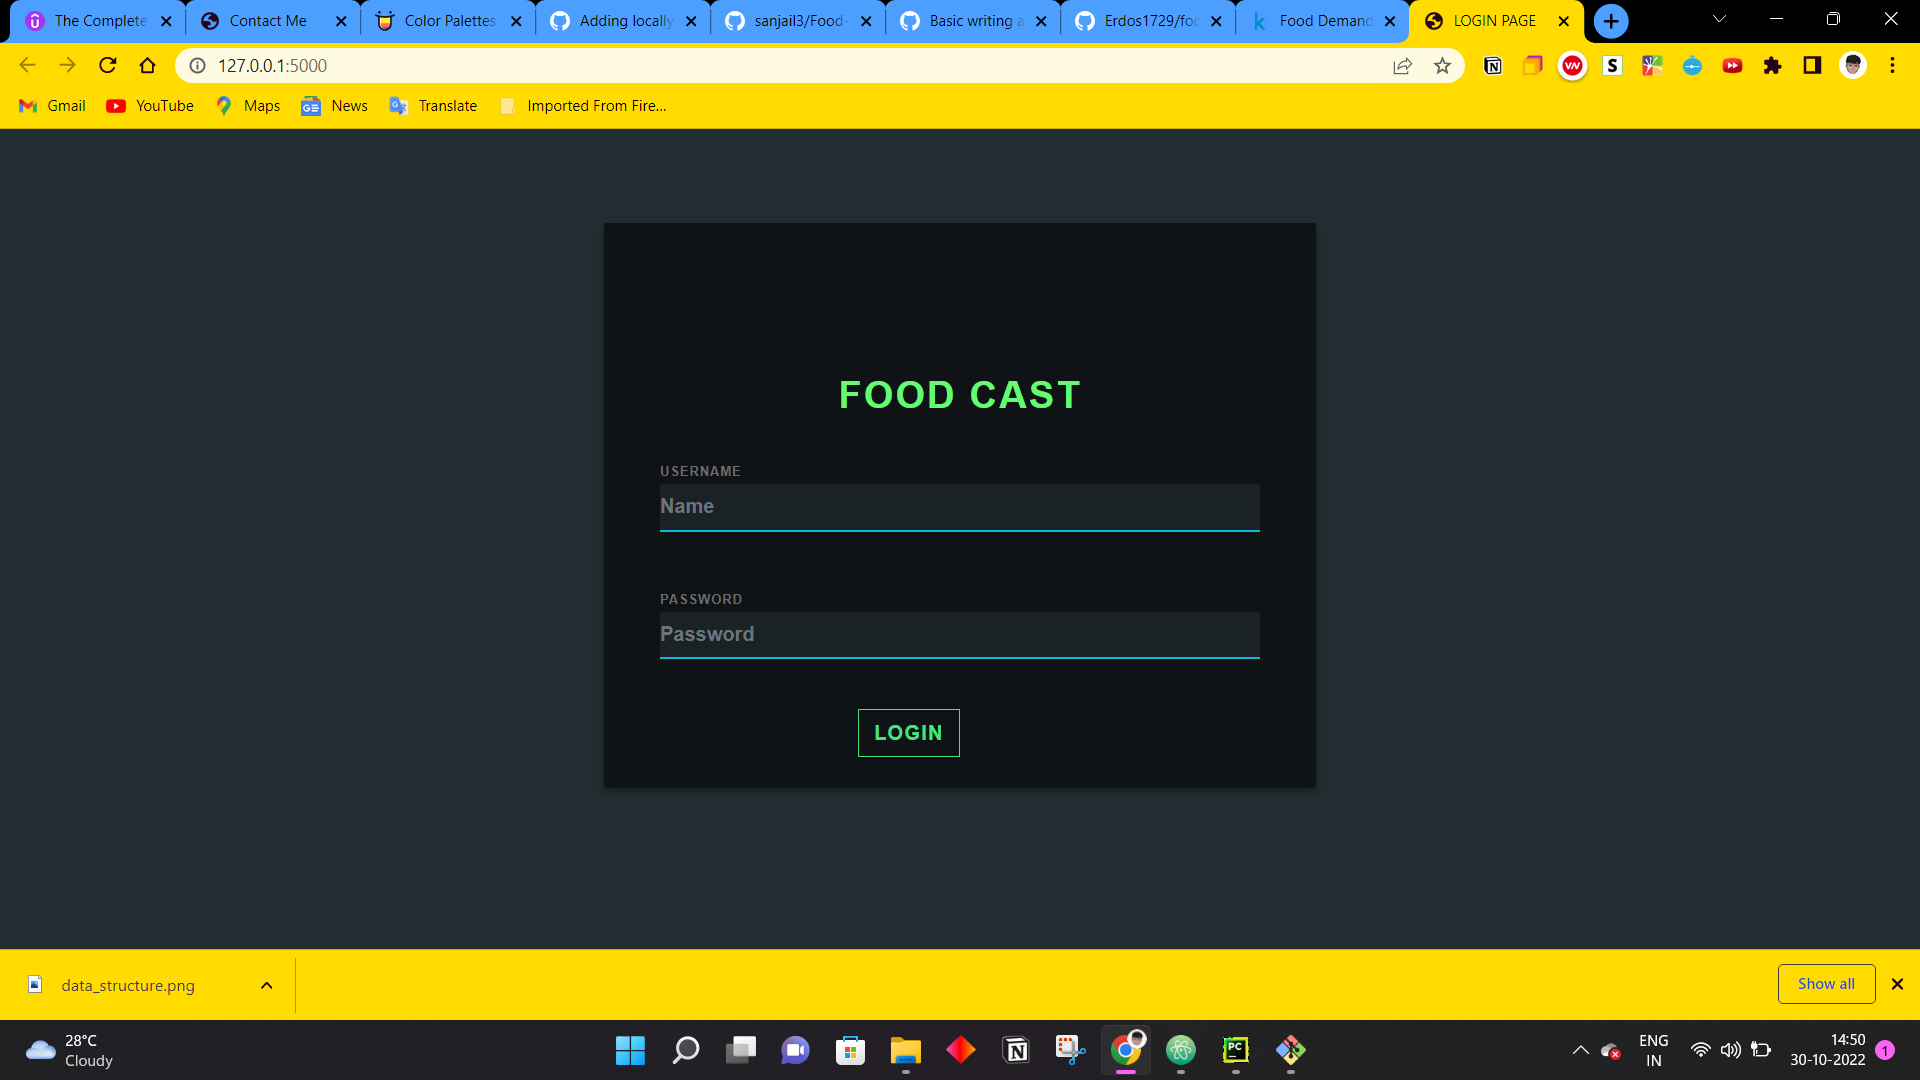 The Complete
Contact Me
Color Palettes
Adding locally
sanjail3/Food-
Basic writing a
Erdos1729/foo
Food Demand
LOGIN PAGE
127.0.0.1:5000
Gmail
YouTube
Maps
News
Translate
Imported From Fire...
FOOD CAST
USERNAME
Name
PASSWORD
Password
LOGIN
data_structure.png
Show all
28°C
Cloudy
ENG
IN
14:50
30-10-2022
1